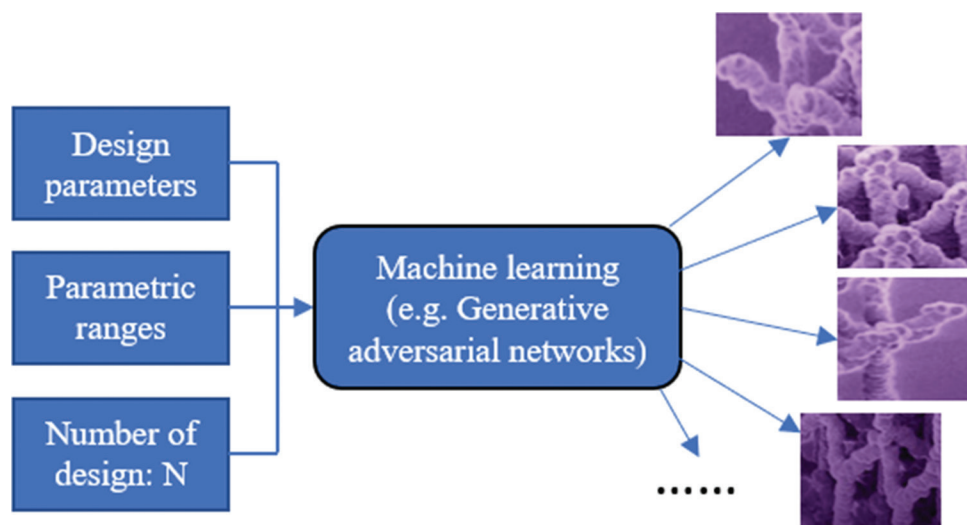 Design
parameters
Parametric
ranges
Number of
design: N
Machine learning
(e.g. Generative
adversarial networks)
......